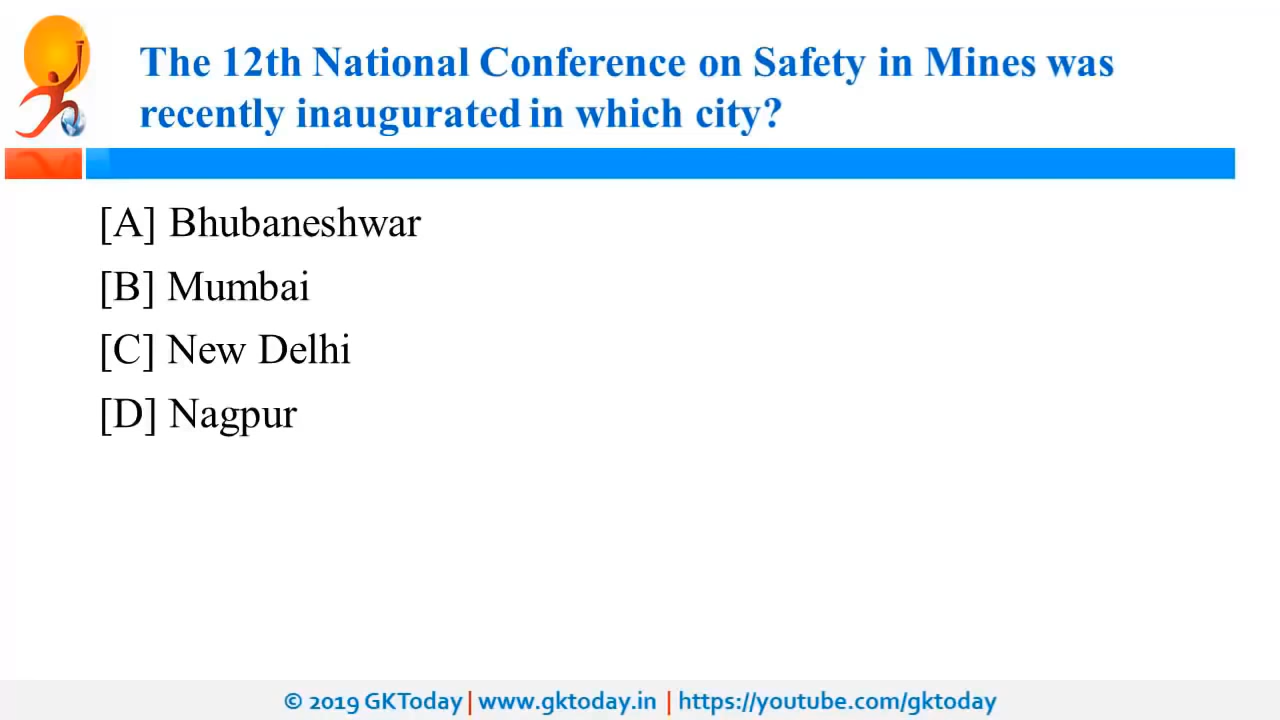 The 12th National Conference on Safety in Mines was
recently inaugurated in which city?
[A] Bhubaneshwar
[B] Mumbai
[C] New Delhi
[D] Nagpur
© 2019 GKToday | www.gktoday.in | https://youtube.com/gktoday